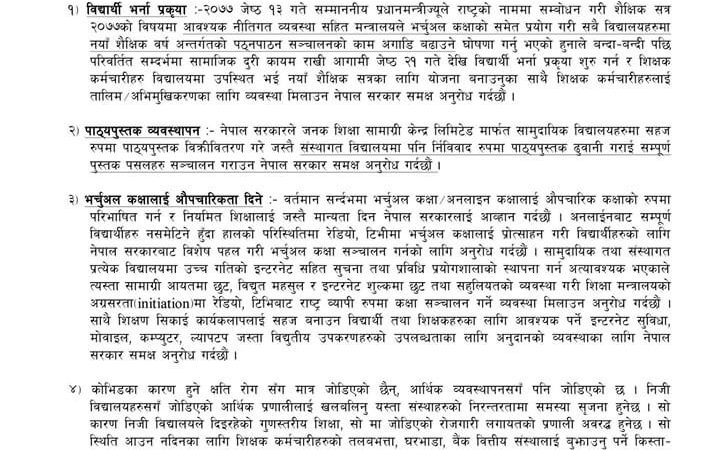 १) विद्यार्थी भर्ना प्रकृया :-२०७७ जेष्ठ १३ गते सम्माननीय प्रधानमन्त्रीज्यूले राष्ट्रको नाममा सम्बोधन गरी शैक्षिक सत्र
२०७७को विषयमा आवश्यक नीतिगत व्यवस्था सहित मन्त्रालयले भर्चुअल कक्षाको समेत प्रयोग गरी सबै विद्यालयहरुमा
नयाँ शैक्षिक वर्ष अन्तर्गतको पठनपाठन सञ्चालनको काम अगाडि बढाउने घोषणा गर्नु भएको हुनाले बन्दा-बन्दी पछि
परिवर्तित सन्दर्भमा सामाजिक दुरी कायम राखी आगामी जेष्ठ २१ गते देखि विद्यार्थी भर्ना प्रकृया शुरु गर्न र शिक्षक
कर्मचारीहरु विद्यालयमा उपस्थित भई नयाँ शैक्षिक सत्रका लागि योजना बनाउनुका साथै शिक्षक कर्मचारीहरुलाई
तालिम/अभिमुखिकरणका लागि व्यवस्था मिलाउन नेपाल सरकार समक्ष अनुरोध गर्दछौं ।
२) पाठ्यपुस्तक व्यवस्थापन :- नेपाल सरकारले जनक शिक्षा सामाग्री केन्द्र लिमिटेड मार्फत सामुदायिक विद्यालयहरुमा सहज
रुपमा पाठ्यपुस्तक विक्रीवितरण गरे जस्तै संस्थागत विद्यालयमा पनि निर्विवाद रुपमा पाठ्यपुस्तक ढुवानी गराई सम्पूर्ण
पुस्तक पसलहरु सञ्चालन गराउन नेपाल सरकार समक्ष अनुरोध गर्दछौं ।
३) भर्चुअल कक्षालाई औपचारिकता दिने :- वर्तमान सन्दर्भमा भर्चुअल कक्षा/अनलाइन कक्षालाई औपचारिक कक्षाको रुपमा
परिभाषित गर्न र नियमित शिक्षालाई जस्तै मान्यता दिन नेपाल सरकारलाई आव्हान गर्दछौं । अनलाईनबाट सम्पूर्ण
विद्यार्थीहरु नसमेटिने हुँदा हालको परिस्थितिमा रेडियो, टिभीमा भर्चुअल कक्षालाई प्रोत्साहन गरी विद्यार्थीहरुको लागि
नेपाल सरकारबाट विशेष पहल गरी भर्चुअल कक्षा सञ्चालन गर्नको लागि अनुरोध गर्दछौं । सामुदायिक तथा संस्थागत
प्रत्येक विद्यालयमा उच्च गतिको इन्टरनेट सहित सुचना तथा प्रविधि प्रयोगशालाको स्थापना गर्न अत्यावश्यक भएकाले
त्यस्ता सामाग्री आयतमा छुट, विद्युत महसुल र इन्टरनेट शुल्कमा छुट तथा सहुलियतको व्यवस्था गरी शिक्षा मन्त्रालयको
अग्रसरता(initiation)मा रेडियो, टिभिवाट राष्ट्र व्यापी रुपमा कक्षा सञ्चालन गर्ने व्यवस्था मिलाउन अनुरोध गर्दछौं ।
साथै शिक्षण सिकाई कार्यकलापलाई सहज बनाउन विद्यार्थी तथा शिक्षकहरुका लागि आवश्यक पर्ने इन्टरनेट सुविधा,
मोवाइल, कम्प्युटर, ल्यापटप जस्ता विद्युतीय उपकरणहरुको उपलब्धताका लागि अनुदानको व्यवस्थाका लागि नेपाल
सरकार समक्ष अनुरोध गर्दछौं ।
४) कोभिडका कारण हुने क्षति रोग सँग मात्र जोडिएको छैन्, आर्थिक व्यवस्थापनसगँ पनि जोडिएको छ । निजी
विद्यालयहरुसगँ जोडिएको आर्थिक प्रणालीलाई खलबलिनु यस्ता संस्थाहरुको निरन्तरतामा समस्या सृजना हुनेछ । सो
कारण निजी विद्यालयले दिइरहेको गुणस्तरीय शिक्षा, सो मा जोडिएको रोजगारी लगायतको प्रणाली अवरुद्ध हुनेछ । सो
स्थिति आउन नदिनका लागि शिक्षक कर्मचारीहरुको तलवभत्ता, घरभाडा, बैंक वित्तीय संस्थालाई बुझाउनु पर्ने किस्ता-